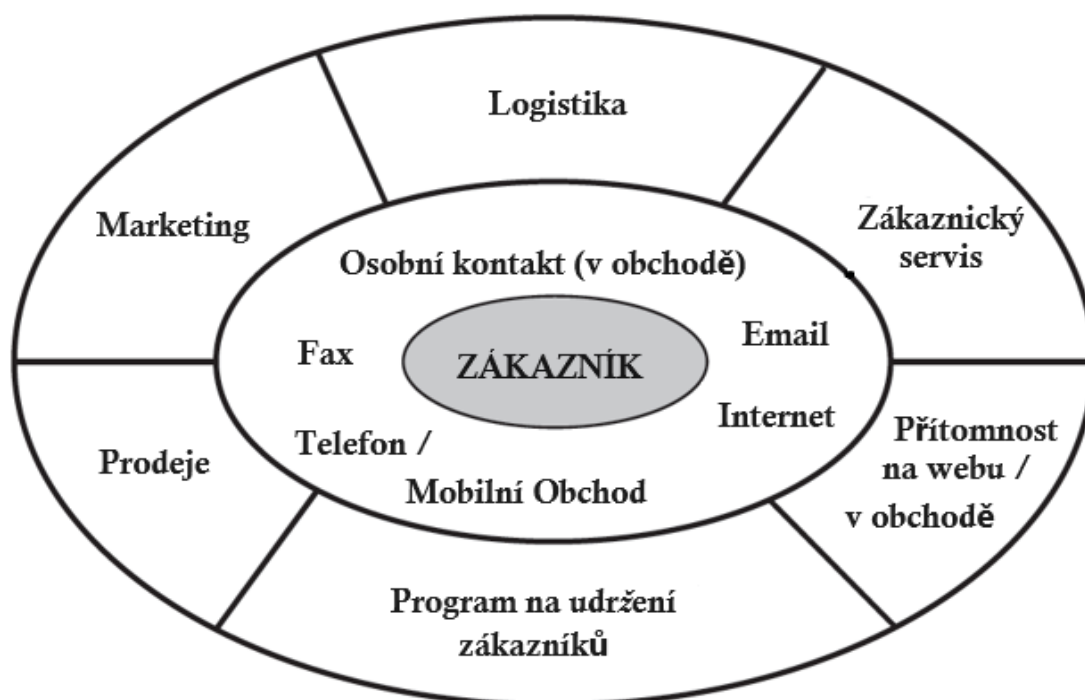 Logistika
Marketing
Zákaznický
servis
Osobní kontakt (v obchodě)
Fax
ZÁKAZNÍK
Email
Internet
Telefon /
Mobilní Obchod
Prodeje
Přítomnost
na webu /
v obchodě
Program na udržení
zákazníků